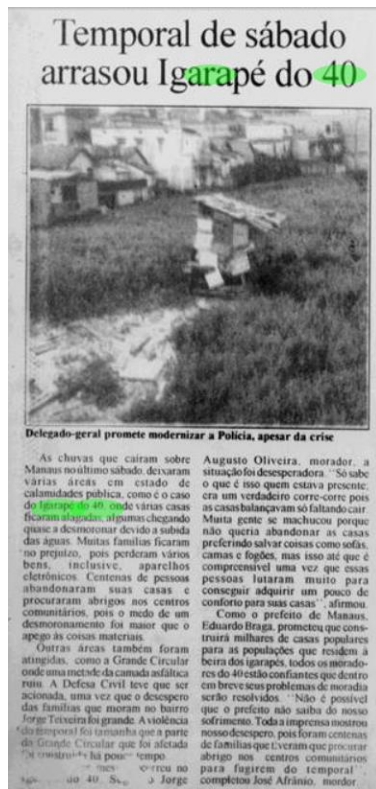 Temporal de sábado
arrasou Igarapé do 40
Delegado-geral promete modernizar a Polícia, apesar da crise
As chuvas que caíram sobre
Manaus no último sábado, deixaram
várias áreas em estado de
calamidades pública, como é o caso
do Igarapé do 40, onde várias casas
ficaram alagadas, algumas chegando
quase a desmoronar devido a subida
das águas. Muitas famílias ficaram
no prejuízo, pois perderam vários
bens, inclusive, aparelhos
eletrônicos. Centenas de pessoas
abandonaram suas casas e
procuraram abrigos nos centros
comunitários, pois o medo de um
desmoronamento foi maior que o
apego às coisas materiais.
Outras áreas também foram
atingidas, como a Grande Circular
onde uma metade da camada asfáltica
ruiu. A Defesa Civil teve que ser
acionada, uma vez que o desespero
das famílias que moram no bairro
Jorge Teixeira foi grande. A violência
do temporal foi tamanha que a parte
da Grande Circular que foi afetada
foi construída há pouco tempo.
do 40 Jorge
Augusto Oliveira, morador, a
situação foi desesperadora. "Só sabe
o que é isso quem estava presente,
era um verdadeiro corre-corre pois
as casas balançavam só faltando cair.
Muita gente se machucou porque
não queria abandonar as casas
preferindo salvar coisas como sofás,
camas e fogões, mas isso até que é
compreensível uma vez que essas
pessoas lutaram muito para
conseguir adquirir um pouco de
conforto para suas casas", afirmou.
Como o prefeito de Manaus,
Eduardo Braga, prometeu que cons-
truirá milhares de casas populares
para as populações que residem à
beira dos igarapés, todos os morado-
res do 40 estão confiantes que dentro
em breve seus problemas de moradia
serão resolvidos. "Não é possível
que o prefeito não saiba do nosso
sofrimento. Toda a imprensa mostrou
nosso desespero, pois foram centenas
de famílias que tiveram que procurar
abrigo nos centros comunitários
para fugirem do temporal"
completou José Afrânio, morador